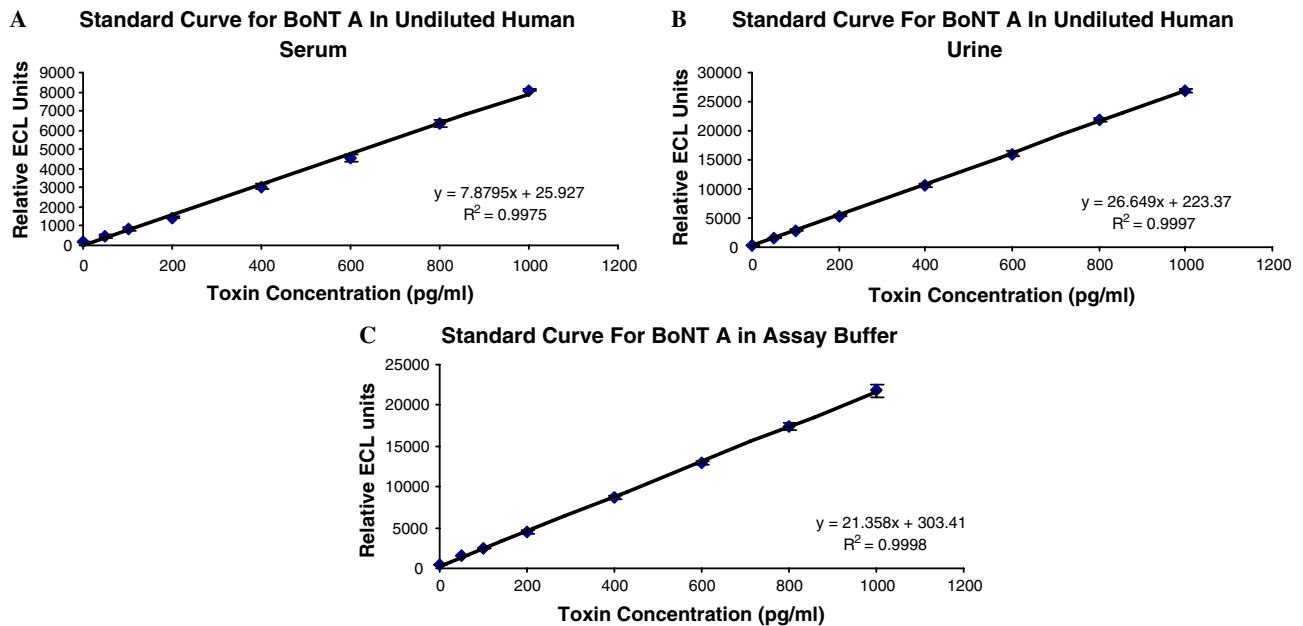 A
Standard Curve for BoNT A In Undiluted Human
Serum
Relative ECL Units
9000
8000
7000
6000
5000
4000
3000
2000
1000
0
y = 7.8795x + 25.927
R² = 0.9975
0 200 400 600 800 1000 1200
Toxin Concentration (pg/ml)
B
Standard Curve For BoNT A In Undiluted Human
Urine
Relative ECL Units
30000
25000
20000
15000
10000
5000
0
y = 26.649x + 223.37
R² = 0.9997
0 200 400 600 800 1000 1200
Toxin Concentration (pg/ml)
C
Standard Curve For BoNT A in Assay Buffer
Relative ECL units
25000
20000
15000
10000
5000
0
y = 21.358x + 303.41
R² = 0.9998
0 200 400 600 800 1000 1200
Toxin Concentration (pg/ml)